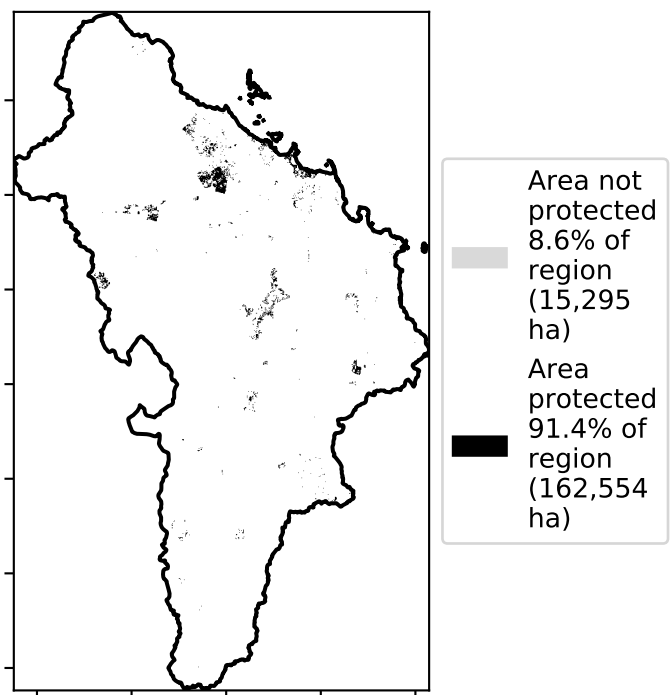 Area not
protected
8.6% of
region
(15,295
ha)
Area
protected
91.4% of
region
(162,554
ha)